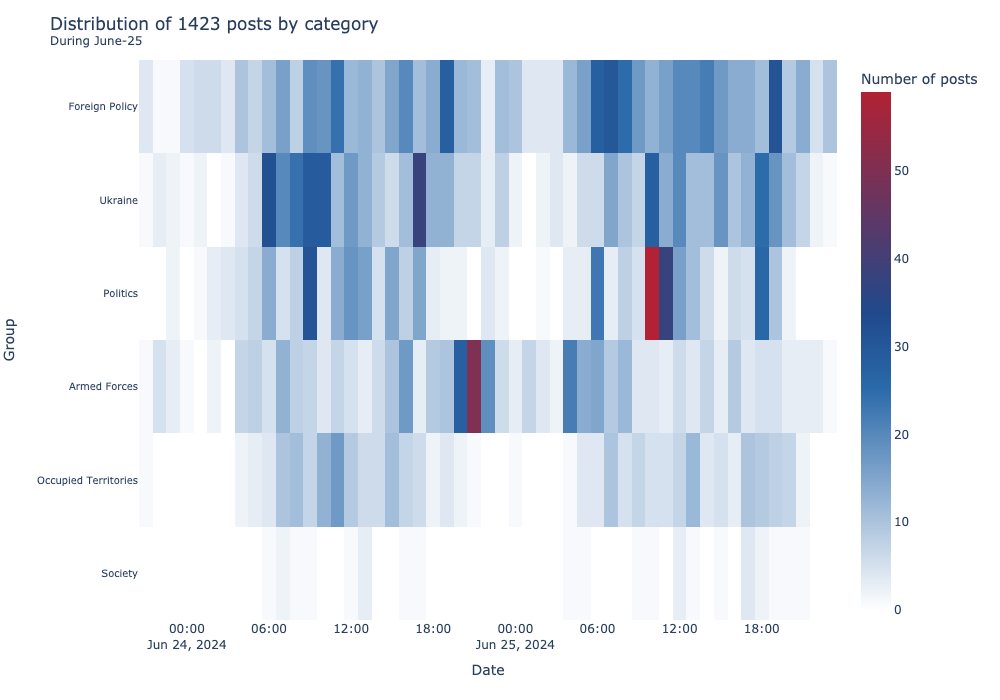 Distribution of 1423 posts by category
During June-25
Number of posts
Foreign Policy
Ukraine
Politics
Armed Forces
Occupied Territories
Society
Group
50
40
30
20
10
0
00:00 06:00 12:00 18:00 00:00 06:00 12:00 18:00
Jun 24, 2024 Jun 25, 2024
Date